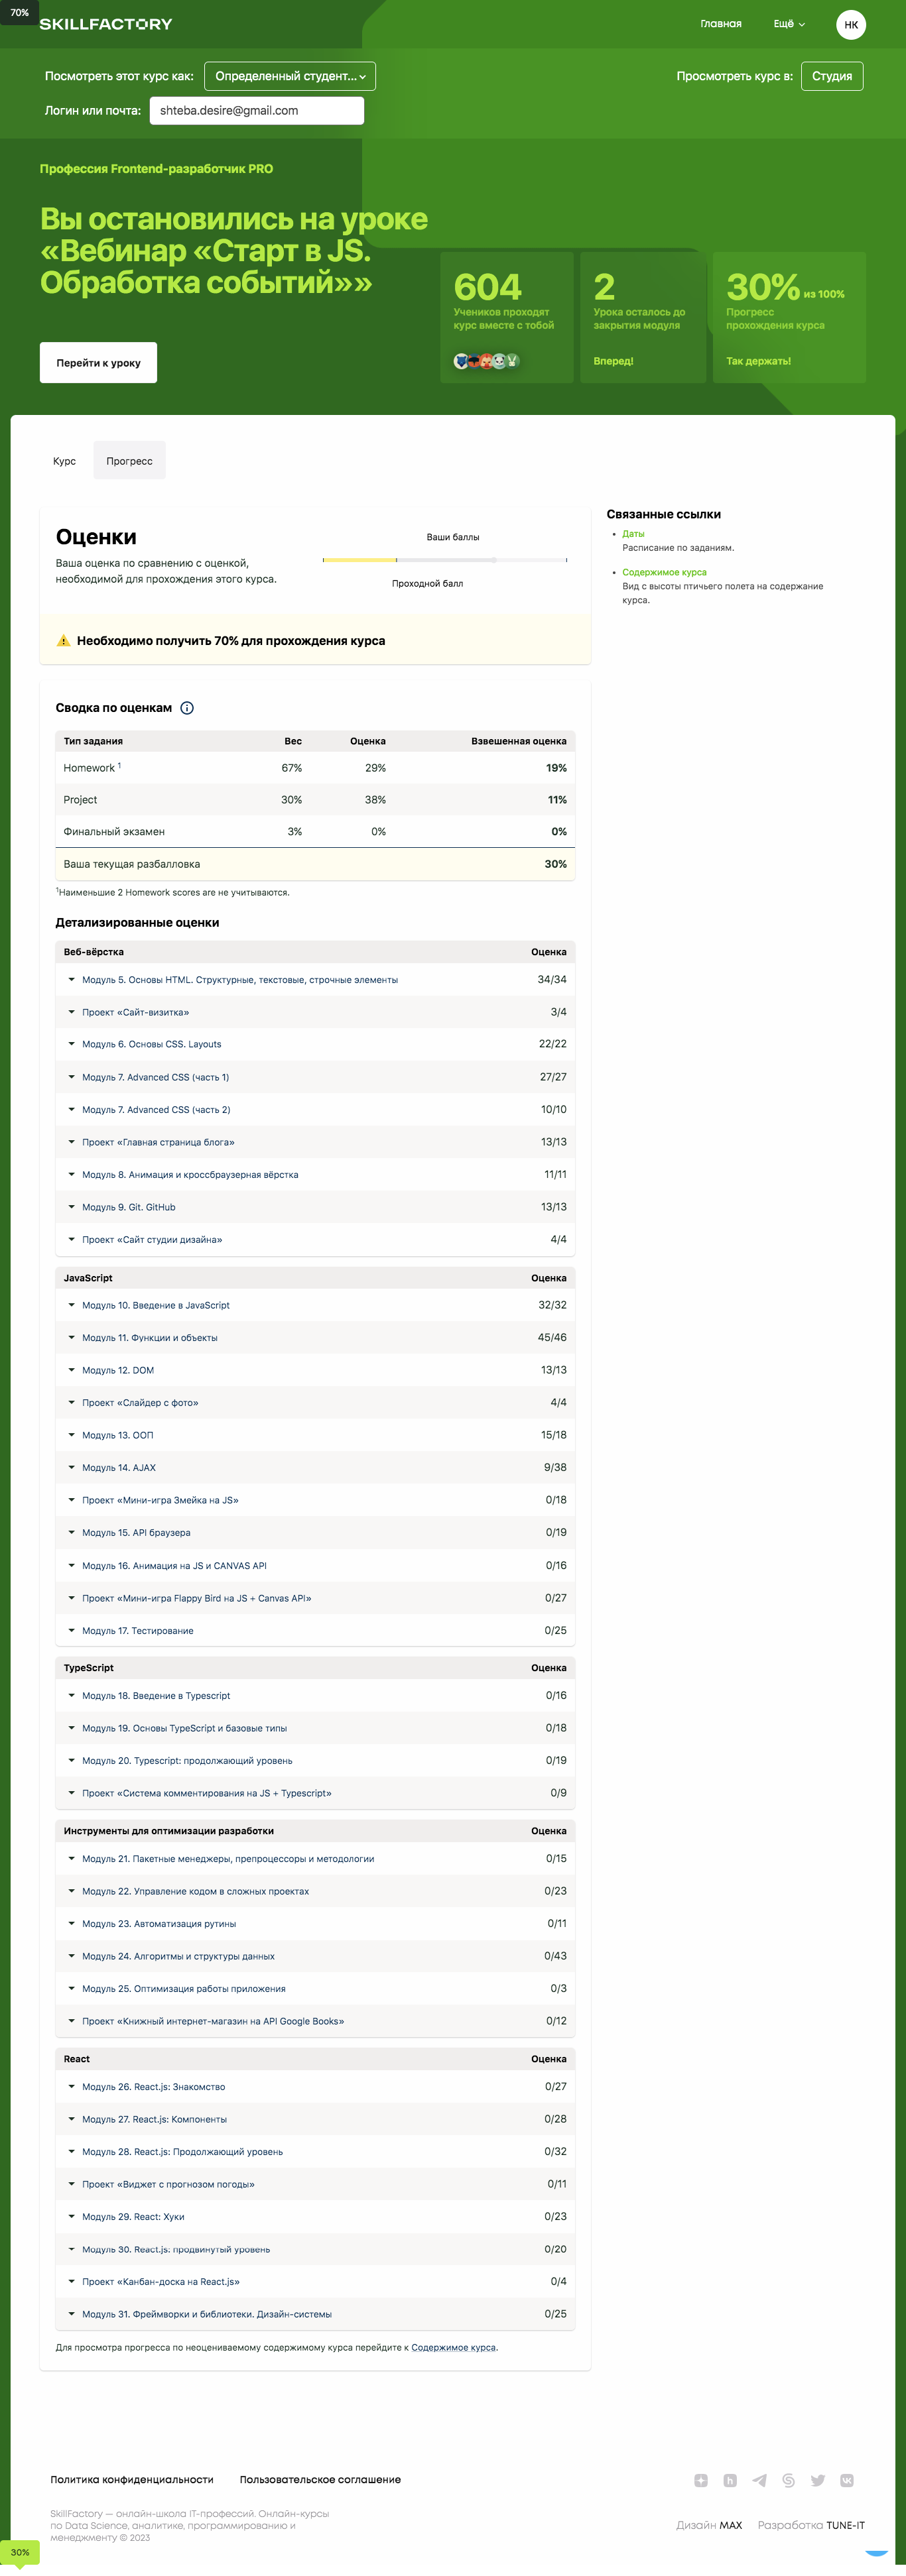 70%
SKILLFACTORY
Главная
Ещё
НК
Посмотреть этот курс как:
Определенный студент...
Просмотреть курс в:
Студия
Логин или почта:
shteba.desire@gmail.com
Профессия Frontend-разработчик PRO
Вы остановились на уроке
«Вебинар «Старт в JS.
Обработка событий»»
604
Учеников проходят
курс вместе с тобой
2
Урока осталось до
закрытия модуля
Вперед!
30% из 100%
Прогресс
прохождения курса
Так держать!
Перейти к уроку
Курс
Прогресс
Оценки
Ваша оценка по сравнению с оценкой,
необходимой для прохождения этого курса.
Ваши баллы
Проходной балл
Необходимо получить 70% для прохождения курса
Связанные ссылки
Даты
Расписание по заданиям.
Содержимое курса
Вид с высоты птичьего полета на содержание
курса.
Сводка по оценкам
Тип задания Вес Оценка Взвешенная оценка
Homework 1 67% 29% 19%
Project 30% 38% 11%
Финальный экзамен 3% 0% 0%
Ваша текущая разбалловка 30%
1Наименьшие 2 Homework scores are не учитываются.
Детализированные оценки
Веб-вёрстка Оценка
Модуль 5. Основы HTML. Структурные, текстовые, строчные элементы 34/34
Проект «Сайт-визитка» 3/4
Модуль 6. Основы CSS. Layouts 22/22
Модуль 7. Advanced CSS (часть 1) 27/27
Модуль 7. Advanced CSS (часть 2) 10/10
Проект «Главная страница блога» 13/13
Модуль 8. Анимация и кроссбраузерная вёрстка 11/11
Модуль 9. Git. GitHub 13/13
Проект «Сайт студии дизайна» 4/4
JavaScript Оценка
Модуль 10. Введение в JavaScript 32/32
Модуль 11. Функции и объекты 45/46
Модуль 12. DOM 13/13
Проект «Слайдер с фото» 4/4
Модуль 13. ООП 15/18
Модуль 14. AJAX 9/38
Проект «Мини-игра Змейка на JS» 0/18
Модуль 15. API браузера 0/19
Модуль 16. Анимация на JS и CANVAS API 0/16
Проект «Мини-игра Flappy Bird на JS + Canvas API» 0/27
Модуль 17. Тестирование 0/25
TypeScript Оценка
Модуль 18. Введение в Typescript 0/16
Модуль 19. Основы TypeScript и базовые типы 0/18
Модуль 20. Typescript: продолжающий уровень 0/19
Проект «Система комментирования на JS + Typescript» 0/9
Инструменты для оптимизации разработки Оценка
Модуль 21. Пакетные менеджеры, препроцессоры и методологии 0/15
Модуль 22. Управление кодом в сложных проектах 0/23
Модуль 23. Автоматизация рутины 0/11
Модуль 24. Алгоритмы и структуры данных 0/43
Модуль 25. Оптимизация работы приложения 0/3
Проект «Книжный интернет-магазин на API Google Books» 0/12
React Оценка
Модуль 26. React.js: Знакомство 0/27
Модуль 27. React.js: Компоненты 0/28
Модуль 28. React.js: Продолжающий уровень 0/32
Проект «Виджет с прогнозом погоды» 0/11
Модуль 29. React: Хуки 0/23
Модуль 30. React.js: продвинутый уровень 0/20
Проект «Канбан-доска на React.js» 0/4
Модуль 31. Фреймворки и библиотеки. Дизайн-системы 0/25
Для просмотра прогресса по неоцениваемому содержимому курса перейдите к Содержимое курса.
Политика конфиденциальности
Пользовательское соглашение
SkillFactory — онлайн-школа IT-профессий. Онлайн-курсы
по Data Science, аналитике, программированию и
менеджменту © 2023
Дизайн MAX
Разработка TUNE-IT
30%